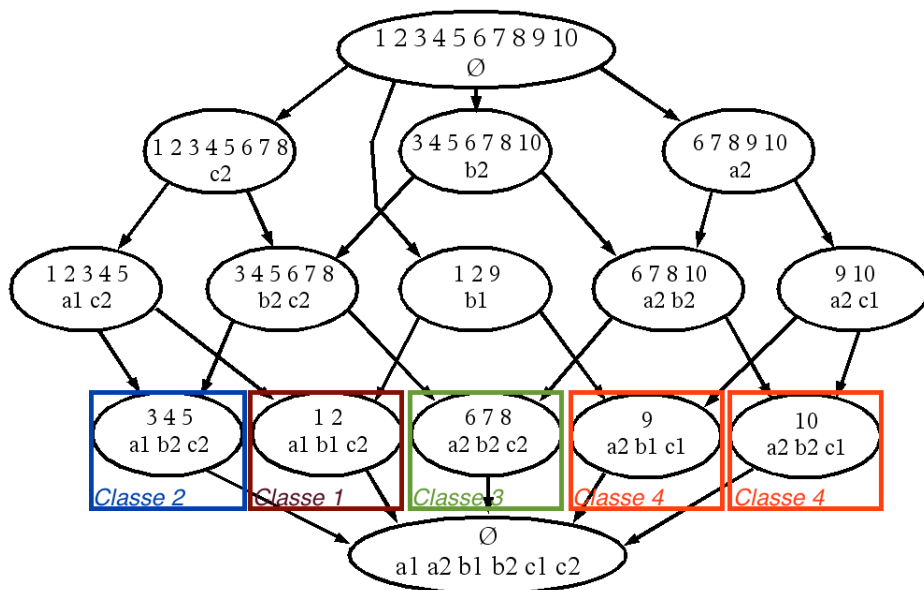 1 2 3 4 5 6 7 8 9 10
Ø
1 2 3 4 5 6 7 8
c2
3 4 5 6 7 8 10
b2
6 7 8 9 10
a2
1 2 3 4 5
a1 c2
3 4 5 6 7 8
b2 c2
1 2 9
b1
6 7 8 10
a2 b2
9 10
a2 c1
3 4 5
a1 b2 c2
Classe 2
1 2
a1 b1 c2
Classe 1
6 7 8
a2 b2 c2
Classe 3
9
a2 b1 c1
Classe 4
10
a2 b2 c1
Classe 4
Ø
a1 a2 b1 b2 c1 c2